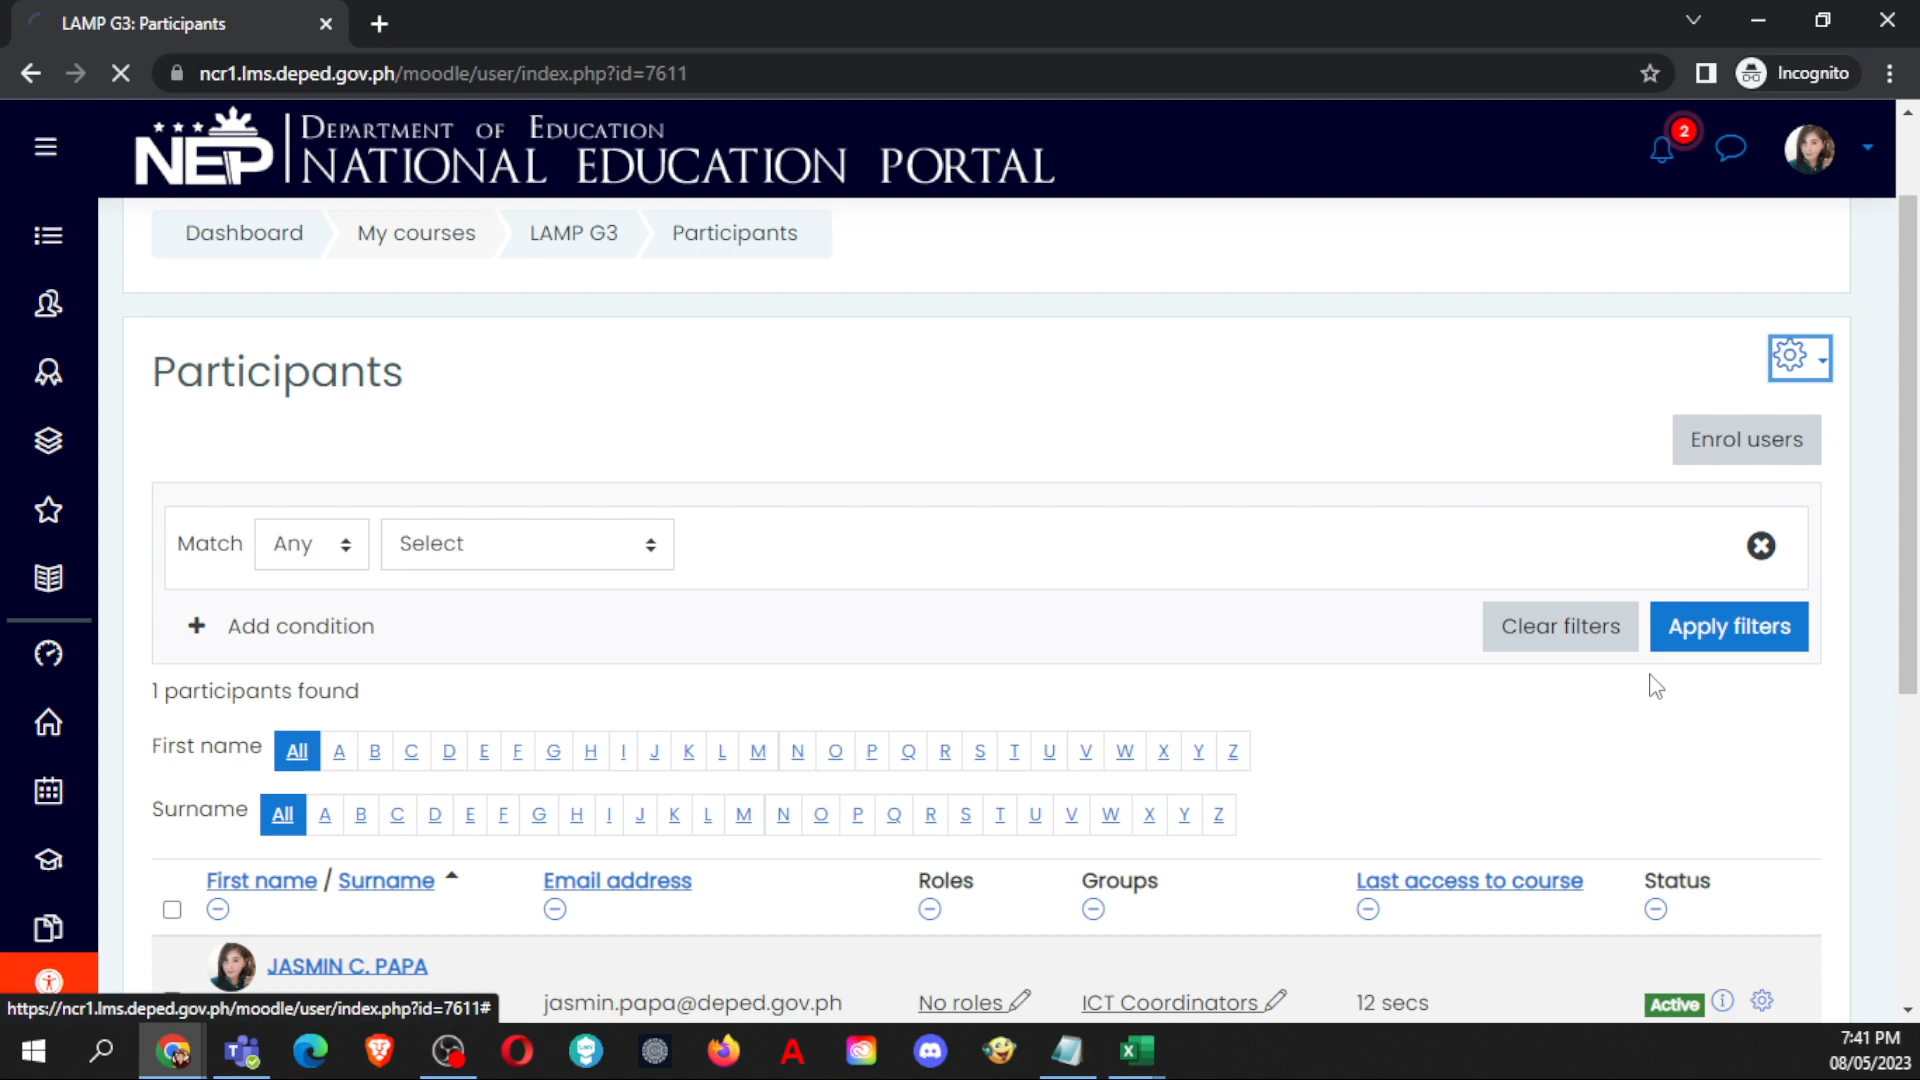 LAMP G3: Participants
ncr1.lms.deped.gov.ph/moodle/user/index.php?id=7611
Incognito
NEP
DEPARTMENT OF EDUCATION
NATIONAL EDUCATION PORTAL
2
Dashboard My courses LAMP G3 Participants
Participants
Enrol users
Match Any Select
Add condition
Clear filters Apply filters
1 participants found
First name All A B C D E F G H I J K L M N O P Q R S T U V W X Y Z
Surname All A B C D E F G H I J K L M N O P Q R S T U V W X Y Z
First name / Surname Email address Roles Groups Last access to course Status
JASMIN C. PAPA
jasmin.papa@deped.gov.ph No roles ICT Coordinators 12 secs Active
https://ncr1.lms.deped.gov.ph/moodle/user/index.php?id=7611#
7:41 PM
08/05/2023